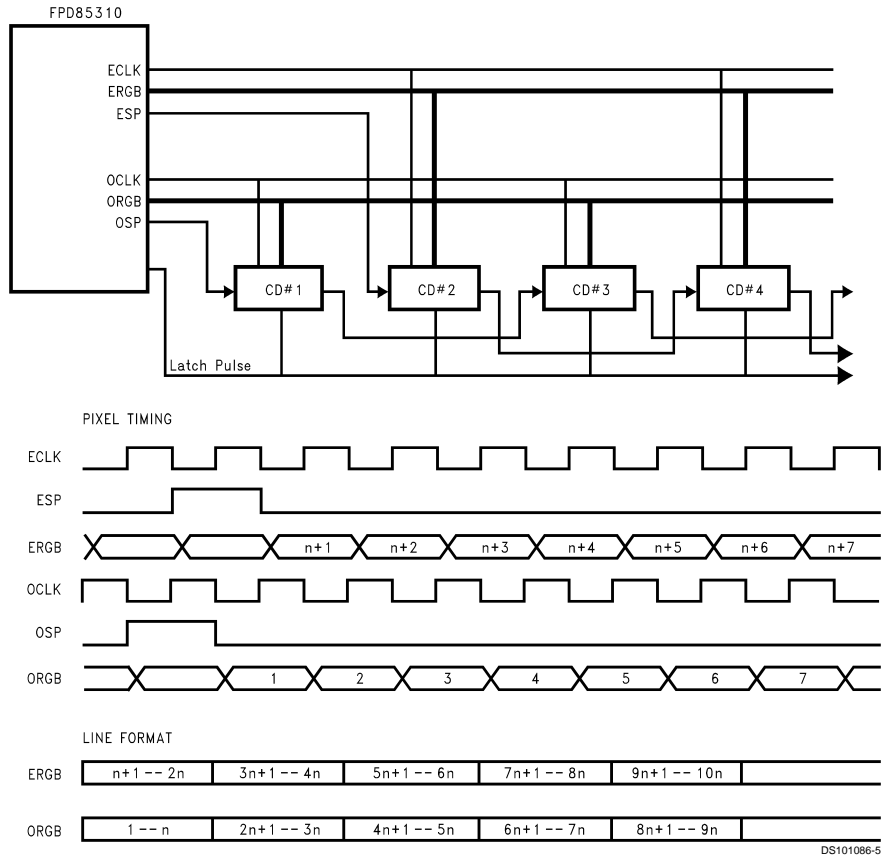 FPD85310
ECLK
ERGB
ESP
OCLK
ORGB
OSP
CD#1 CD#2 CD#3 CD#4
Latch Pulse
PIXEL TIMING
ECLK
ESP
ERGB n+1 n+2 n+3 n+4 n+5 n+6 n+7
OCLK
OSP
ORGB 1 2 3 4 5 6 7
LINE FORMAT
ERGB n+1 -- 2n 3n+1 -- 4n 5n+1 -- 6n 7n+1 -- 8n 9n+1 -- 10n
ORGB 1 -- n 2n+1 -- 3n 4n+1 -- 5n 6n+1 -- 7n 8n+1 -- 9n
DS101086-5